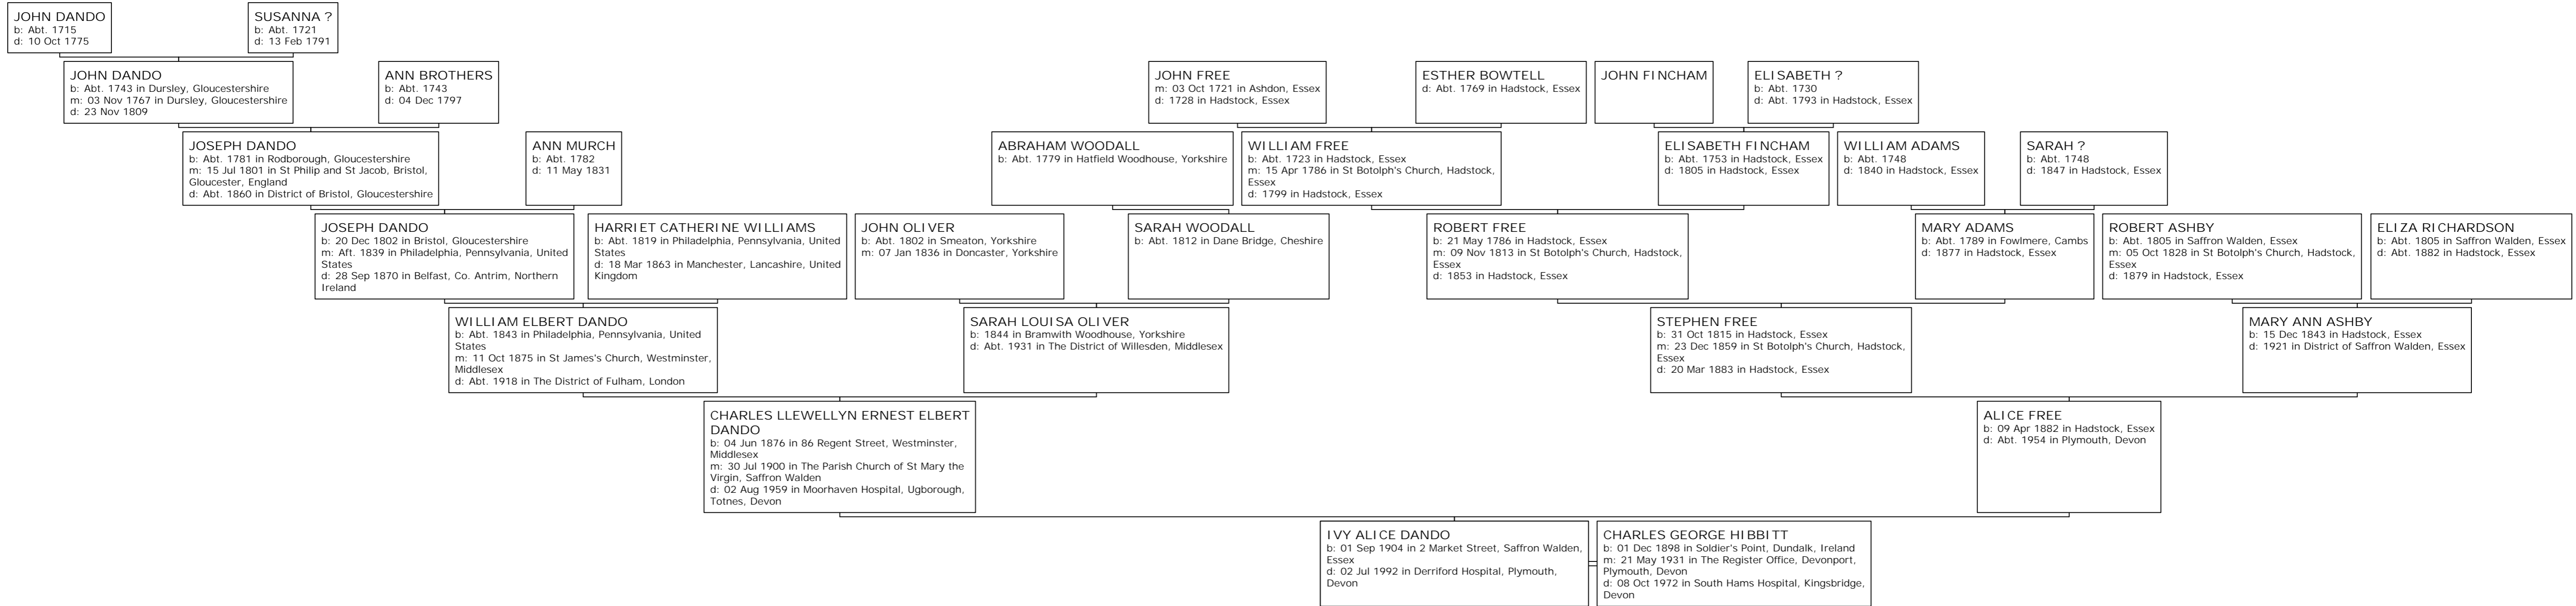 JOHN DANDO
b: Abt. 1715
d: 10 Oct 1775
SUSANNA ?
b: Abt. 1721
d: 13 Feb 1791
JOHN DANDO
b: Abt. 1743 in Dursley, Gloucestershire
m: 03 Nov 1767 in Dursley, Gloucestershire
d: 23 Nov 1809
ANN BROTHERS
b: Abt. 1743
d: 04 Dec 1797
JOHN FREE
m: 03 Oct 1721 in Ashdon, Essex
d: 1728 in Hadstock, Essex
ESTHER BOWTELL
d: Abt. 1769 in Hadstock, Essex
JOHN FINCHAM
ELISABETH ?
b: Abt. 1730
d: Abt. 1793 in Hadstock, Essex
JOSEPH DANDO
b: Abt. 1781 in Rodborough, Gloucestershire
m: 15 Jul 1801 in St Philip and St Jacob, Bristol,
Gloucester, England
d: Abt. 1860 in District of Bristol, Gloucestershire
ANN MURCH
b: Abt. 1782
d: 11 May 1831
ABRAHAM WOODALL
b: Abt. 1779 in Hatfield Woodhouse, Yorkshire
WILLIAM FREE
b: Abt. 1723 in Hadstock, Essex
m: 15 Apr 1786 in St Botolph's Church, Hadstock,
Essex
d: 1799 in Hadstock, Essex
ELISABETH FINCHAM
b: Abt. 1753 in Hadstock, Essex
d: 1805 in Hadstock, Essex
WILLIAM ADAMS
b: Abt. 1748
d: 1840 in Hadstock, Essex
SARAH ?
b: Abt. 1748
d: 1847 in Hadstock, Essex
JOSEPH DANDO
b: 20 Dec 1802 in Bristol, Gloucestershire
m: Aft. 1839 in Philadelphia, Pennsylvania, United
States
d: 28 Sep 1870 in Belfast, Co. Antrim, Northern
Ireland
HARRIET CATHERINE WILLIAMS
b: Abt. 1819 in Philadelphia, Pennsylvania, United
States
d: 18 Mar 1863 in Manchester, Lancashire, United
Kingdom
JOHN OLIVER
b: Abt. 1802 in Smeaton, Yorkshire
m: 07 Jan 1836 in Doncaster, Yorkshire
SARAH WOODALL
b: Abt. 1812 in Dane Bridge, Cheshire
ROBERT FREE
b: 21 May 1786 in Hadstock, Essex
m: 09 Nov 1813 in St Botolph's Church, Hadstock,
Essex
d: 1853 in Hadstock, Essex
MARY ADAMS
b: Abt. 1789 in Fowlmere, Cambs
d: 1877 in Hadstock, Essex
ROBERT ASHBY
b: Abt. 1805 in Saffron Walden, Essex
m: 05 Oct 1828 in St Botolph's Church, Hadstock,
Essex
d: 1879 in Hadstock, Essex
ELIZA RICHARDSON
b: Abt. 1805 in Saffron Walden, Essex
d: Abt. 1882 in Hadstock, Essex
WILLIAM ELBERT DANDO
b: Abt. 1843 in Philadelphia, Pennsylvania, United
States
m: 11 Oct 1875 in St James's Church, Westminster,
Middlesex
d: Abt. 1918 in The District of Fulham, London
SARAH LOUISA OLIVER
b: 1844 in Bramwith Woodhouse, Yorkshire
d: Abt. 1931 in The District of Willesden, Middlesex
STEPHEN FREE
b: 31 Oct 1815 in Hadstock, Essex
m: 23 Dec 1859 in St Botolph's Church, Hadstock,
Essex
d: 20 Mar 1883 in Hadstock, Essex
MARY ANN ASHBY
b: 15 Dec 1843 in Hadstock, Essex
d: 1921 in District of Saffron Walden, Essex
CHARLES LLEWELLYN ERNEST ELBERT
DANDO
b: 04 Jun 1876 in 86 Regent Street, Westminster,
Middlesex
m: 30 Jul 1900 in The Parish Church of St Mary the
Virgin, Saffron Walden
d: 02 Aug 1959 in Moorhaven Hospital, Ugborough,
Totnes, Devon
ALICE FREE
b: 09 Apr 1882 in Hadstock, Essex
d: Abt. 1954 in Plymouth, Devon
IVY ALICE DANDO
b: 01 Sep 1904 in 2 Market Street, Saffron Walden,
Essex
d: 02 Jul 1992 in Derriford Hospital, Plymouth,
Devon
CHARLES GEORGE HIBBITT
b: 01 Dec 1898 in Soldier's Point, Dundalk, Ireland
m: 21 May 1931 in The Register Office, Devonport,
Plymouth, Devon
d: 08 Oct 1972 in South Hams Hospital, Kingsbridge,
Devon